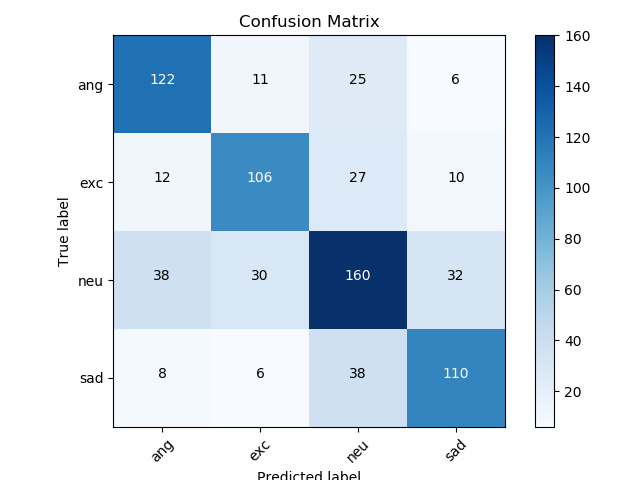 Confusion Matrix
True label
ang 122 11 25 6
exc 12 106 27 10
neu 38 30 160 32
sad 8 6 38 110
ang exc neu sad
Predicted label
160
140
120
100
80
60
40
20